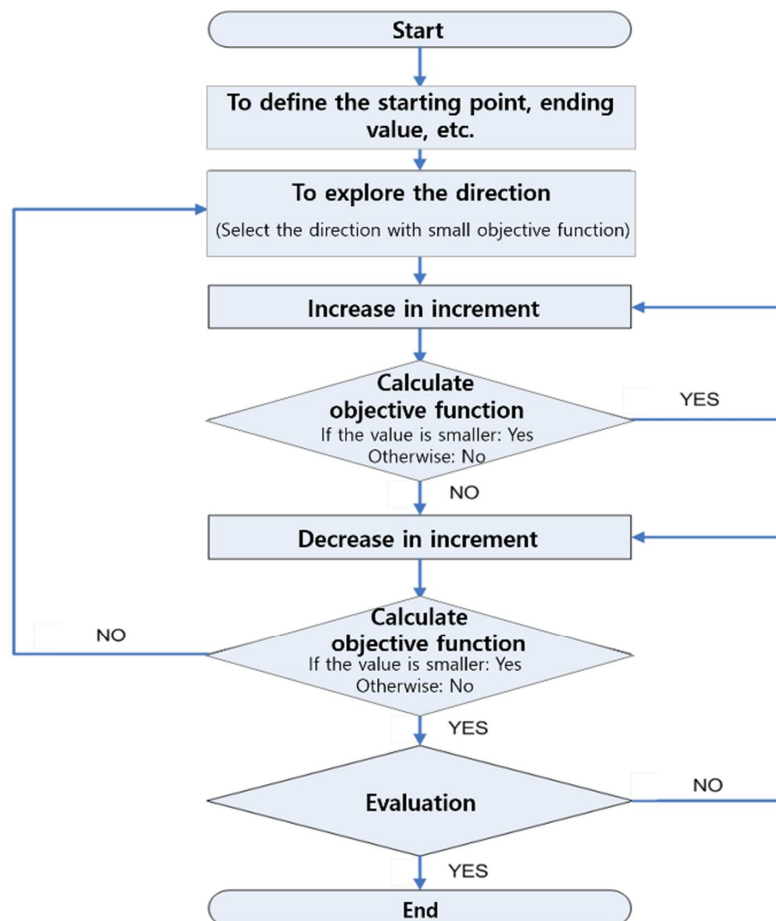 Start
To define the starting point, ending
value, etc.
To explore the direction
(Select the direction with small objective function)
Increase in increment
Calculate
objective function
If the value is smaller: Yes
Otherwise: No
YES
NO
Decrease in increment
Calculate
objective function
If the value is smaller: Yes
Otherwise: No
NO
YES
Evaluation
NO
YES
End